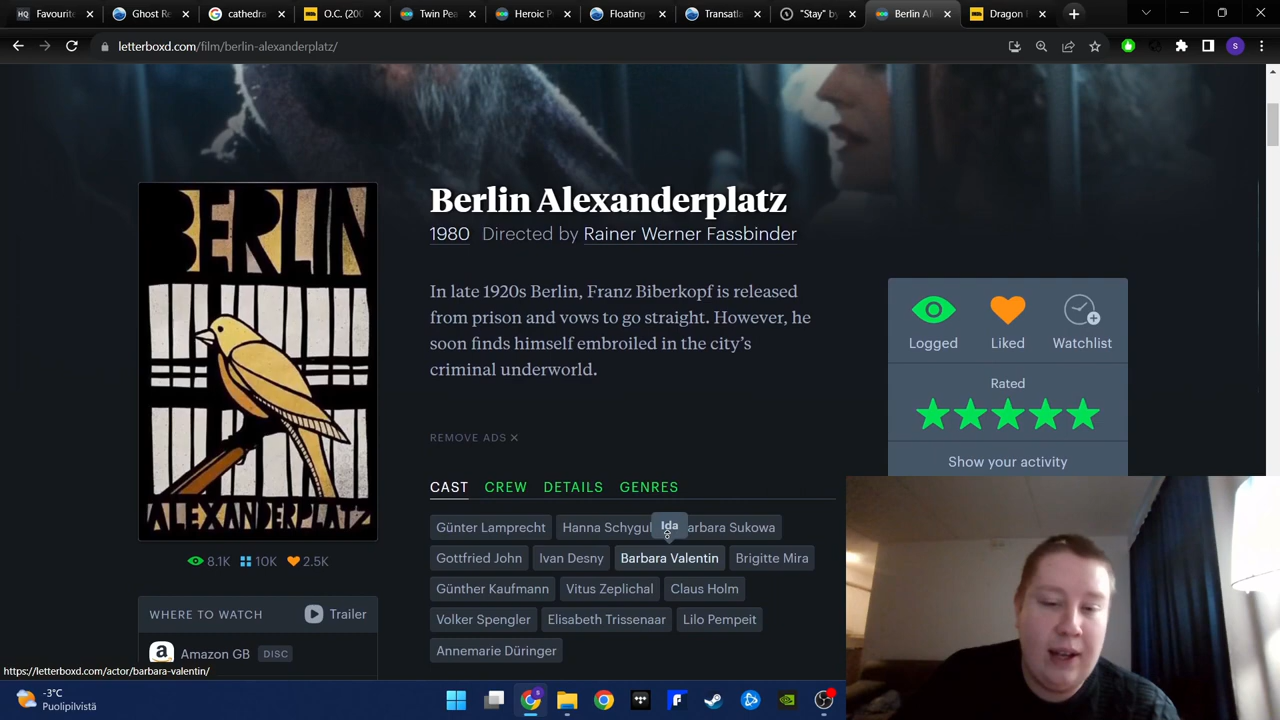 Favourite
Ghost Re
cathedra
O.C. (200
Twin Pea
Heroic P
Floating
Transatla
"Stay" by
Berlin Al
Dragon B
letterboxd.com/film/berlin-alexanderplatz/
S
BERLIN
ALEXANDERPLATZ
Berlin Alexanderplatz
1980 Directed by Rainer Werner Fassbinder
In late 1920s Berlin, Franz Biberkopf is released
from prison and vows to go straight. However, he
soon finds himself embroiled in the city's
criminal underworld.
Logged Liked Watchlist
Rated
Show your activity
REMOVE ADS
CAST CREW DETAILS GENRES
Ida
Günter Lamprecht Hanna Schygul arbara Sukowa
Gottfried John Ivan Desny Barbara Valentin Brigitte Mira
Günther Kaufmann Vitus Zeplichal Claus Holm
Volker Spengler Elisabeth Trissenaar Lilo Pempeit
Annemarie Düringer
8.1K 10K 2.5K
WHERE TO WATCH Trailer
Amazon GB DISC
https://letterboxd.com/actor/barbara-valentin/
-3°C
Puolipilvistä